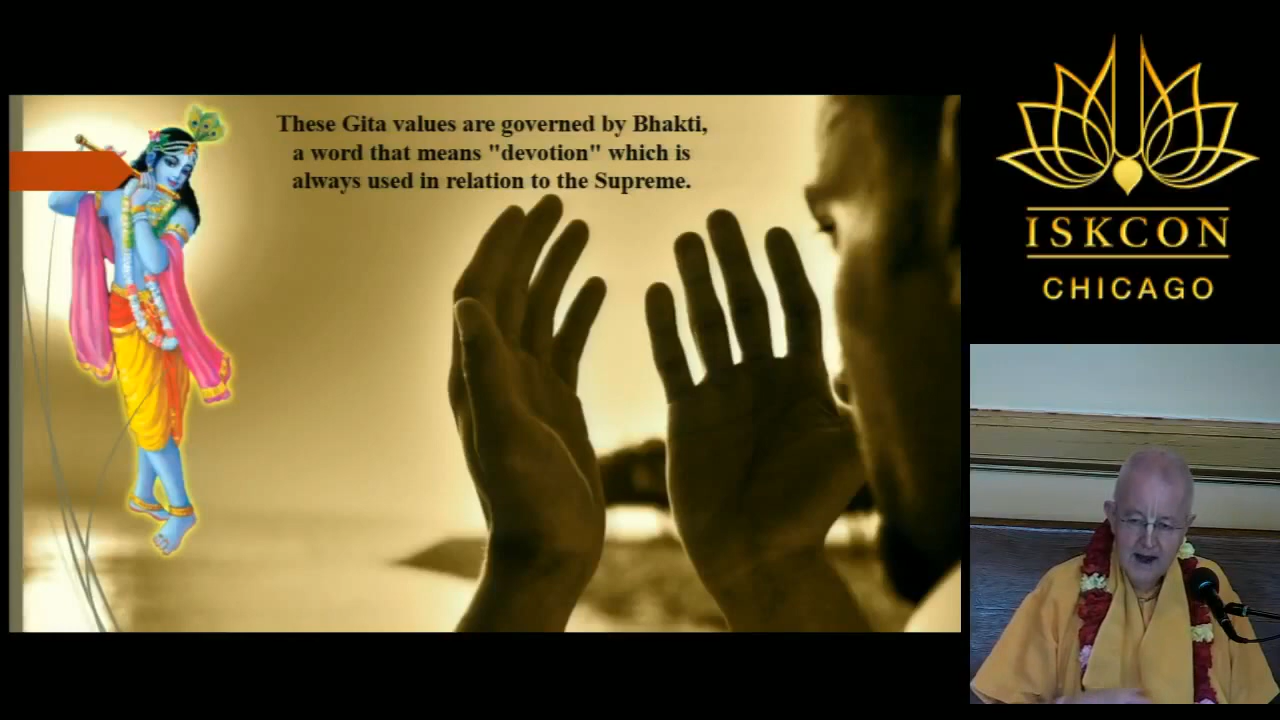 These Gita values are governed by Bhakti,
a word that means "devotion" which is
always used in relation to the Supreme.
ISKCON
CHICAGO